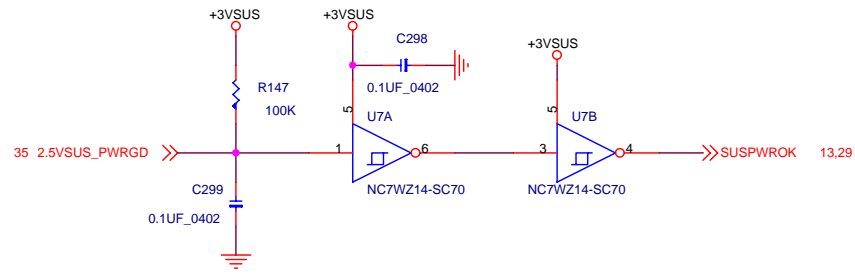 +3VSUS
+3VSUS
C298
+3VSUS
0.1UF_0402
R147
100K
5
U7A
5
U7B
35 2.5VSUS_PWRGD
1
6
3
4
SUSPWROK 13,29
C299
NC7WZ14-SC70
NC7WZ14-SC70
0.1UF_0402